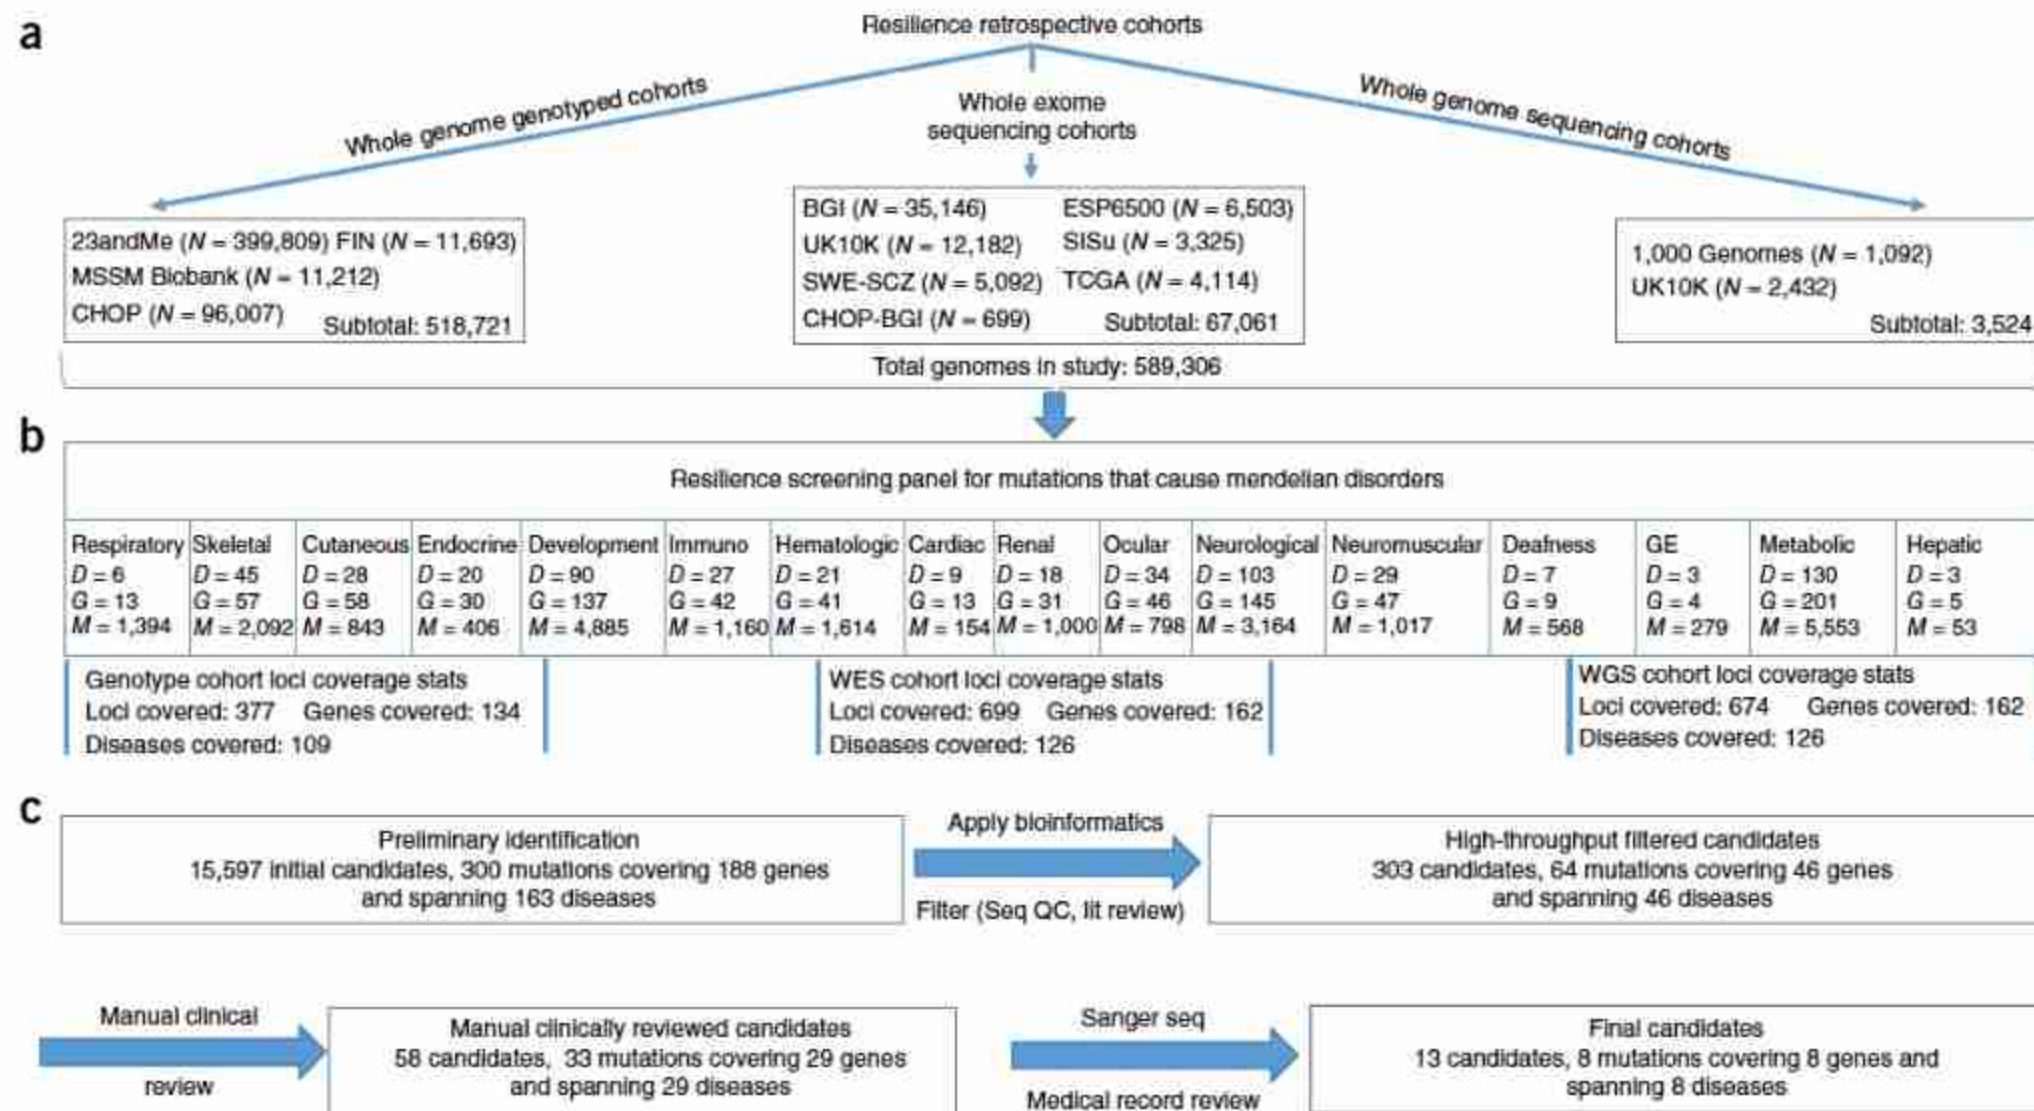 a
Resilience retrospective cohorts
Whole genome genotyped cohorts
Whole exome
sequencing cohorts
Whole genome sequencing cohorts
23andMe (N = 399,809) FIN (N = 11,693)
MSSM Biobank (N = 11,212)
CHOP (N = 96,007) Subtotal: 518,721
BGI (N = 35,146) ESP6500 (N = 6,503)
UK10K (N = 12,182) SISu (N = 3,325)
SWE-SCZ (N = 5,092) TCGA (N = 4,114)
CHOP-BGI (N = 699) Subtotal: 67,061
1,000 Genomes (N = 1,092)
UK10K (N = 2,432)
Subtotal: 3,524
Total genomes in study: 589,306
b
Resilience screening panel for mutations that cause mendelian disorders
Respiratory Skeletal Cutaneous Endocrine Development Immuno Hematologic Cardiac Renal Ocular Neurological Neuromuscular Deafness GE Metabolic Hepatic
D = 6 D = 45 D = 28 D = 20 D = 90 D = 27 D = 21 D = 9 D = 18 D = 34 D = 103 D = 29 D = 7 D = 3 D = 130 D = 3
G = 13 G = 57 G = 58 G = 30 G = 137 G = 42 G = 41 G = 13 G = 31 G = 46 G = 145 G = 47 G = 9 G = 4 G = 201 G = 5
M = 1,394 M = 2,092 M = 843 M = 406 M = 4,885 M = 1,160 M = 1,614 M = 154 M = 1,000 M = 798 M = 3,164 M = 1,017 M = 568 M = 279 M = 5,553 M = 53
Genotype cohort loci coverage stats
Loci covered: 377 Genes covered: 134
Diseases covered: 109
WES cohort loci coverage stats
Loci covered: 699 Genes covered: 162
Diseases covered: 126
WGS cohort loci coverage stats
Loci covered: 674 Genes covered: 162
Diseases covered: 126
c
Preliminary identification
15,597 initial candidates, 300 mutations covering 188 genes
and spanning 163 diseases
Apply bioinformatics
Filter (Seq QC, lit review)
High-throughput filtered candidates
303 candidates, 64 mutations covering 46 genes
and spanning 46 diseases
Manual clinical
review
Manual clinically reviewed candidates
58 candidates, 33 mutations covering 29 genes
and spanning 29 diseases
Sanger seq
Medical record review
Final candidates
13 candidates, 8 mutations covering 8 genes and
spanning 8 diseases